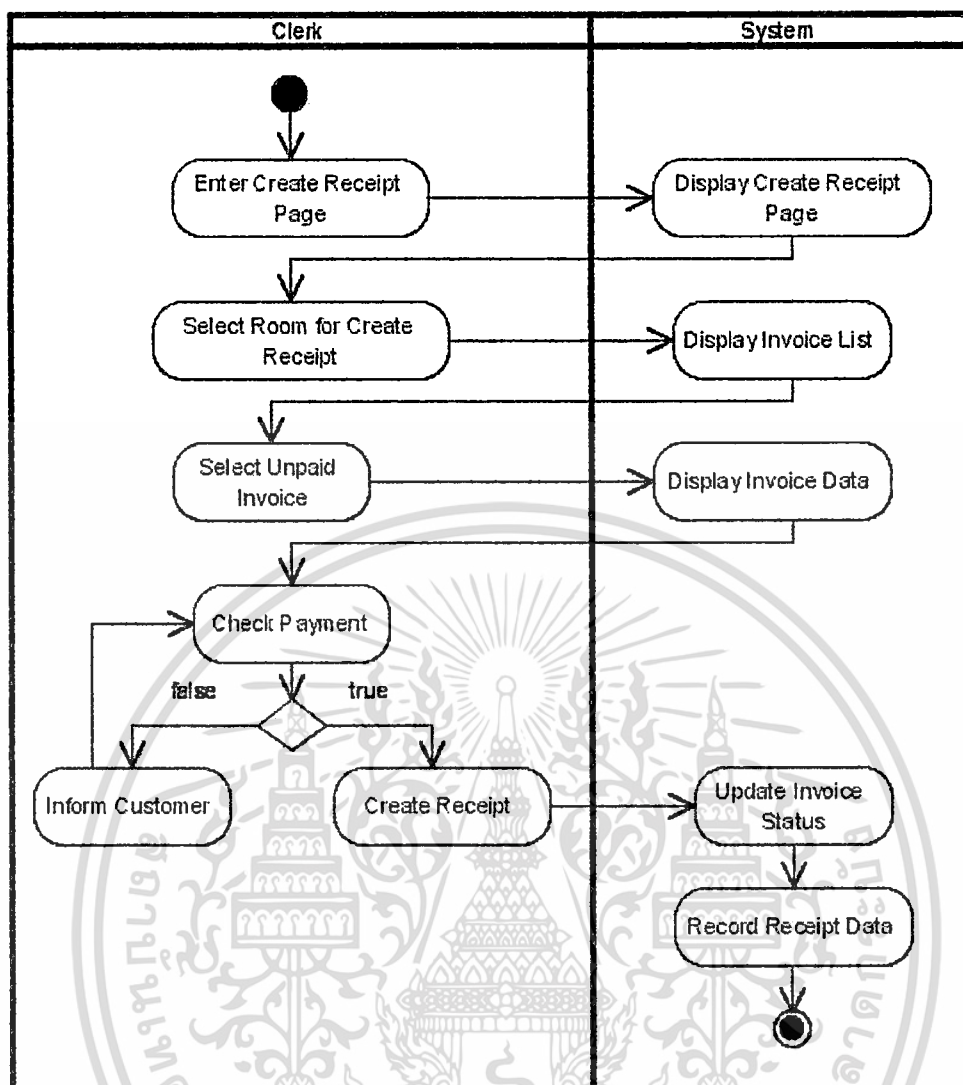 Clerk
System
Enter Create Receipt
Page
Display Create Receipt
Page
Select Room for Create
Receipt
Display Invoice List
Select Unpaid
Invoice
Display Invoice Data
Check Payment
false
true
Inform Customer
Create Receipt
Update Invoice
Status
Record Receipt Data